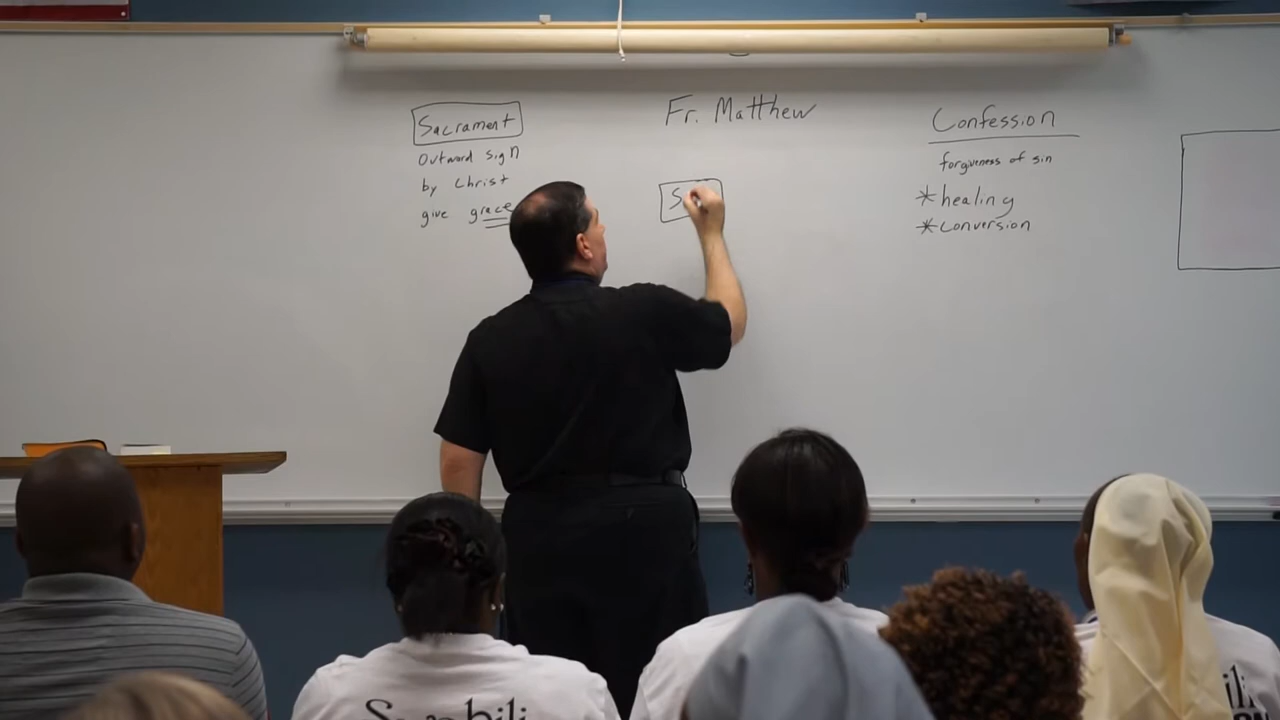 Sacrament
Outward sign
by Christ
give grace
Fr. Matthew
S
Confession
forgiveness of sin
*healing
*conversion